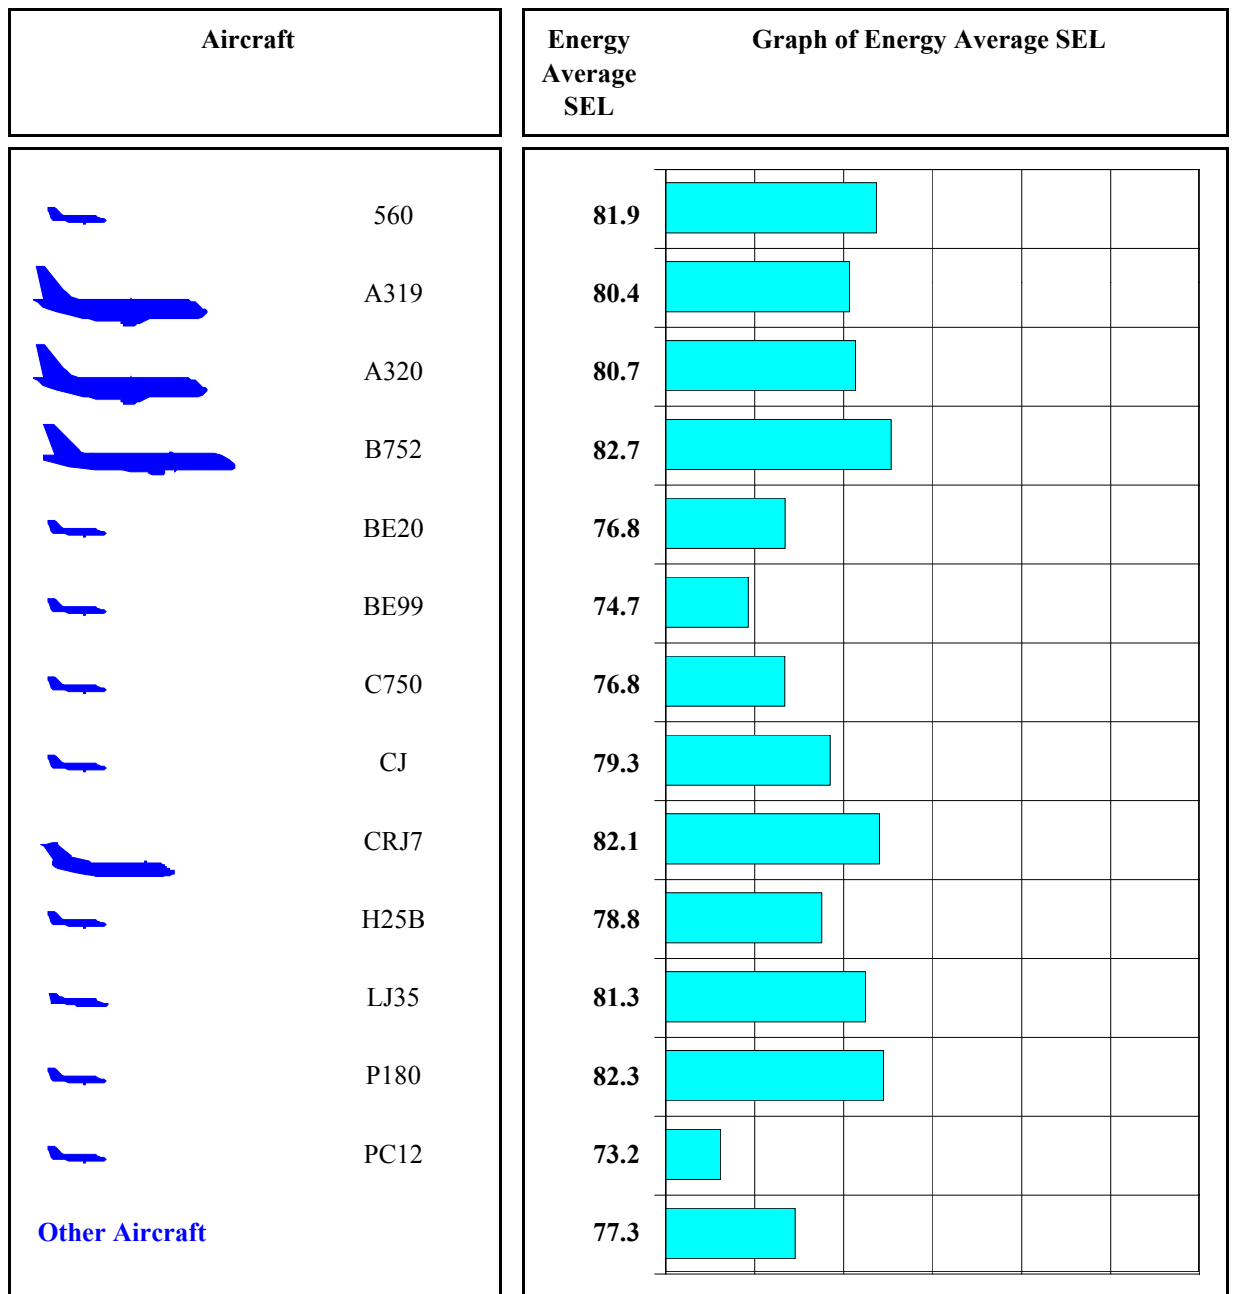 Aircraft
Energy Average SEL
Graph of Energy Average SEL
560 81.9
A319 80.4
A320 80.7
B752 82.7
BE20 76.8
BE99 74.7
C750 76.8
CJ 79.3
CRJ7 82.1
H25B 78.8
LJ35 81.3
P180 82.3
PC12 73.2
Other Aircraft 77.3